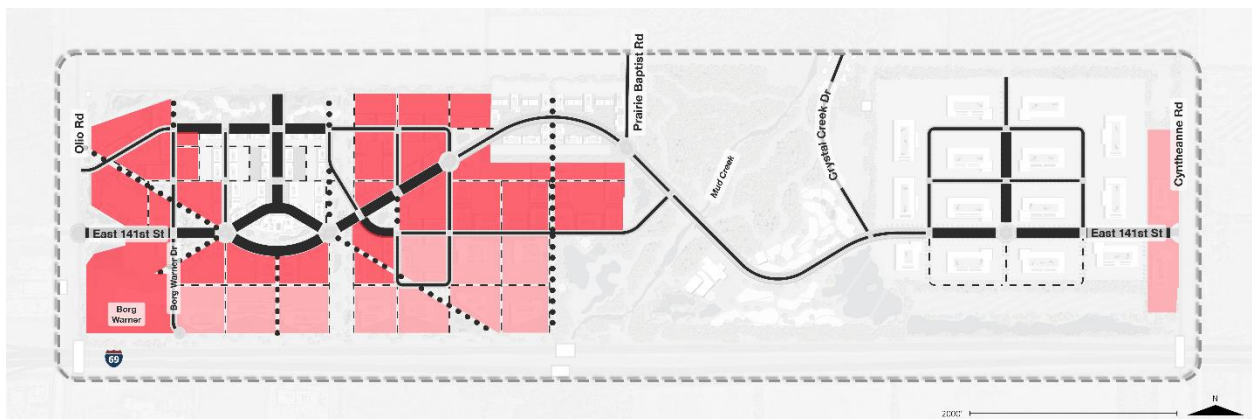 Olio Rd
East 141st St
Borg Warner Dr
Borg
Warner
69
Prairie Baptist Rd
Mud Creek
Crystal Creek Dr
East 141st St
Cyntheanne Rd
2000'
N